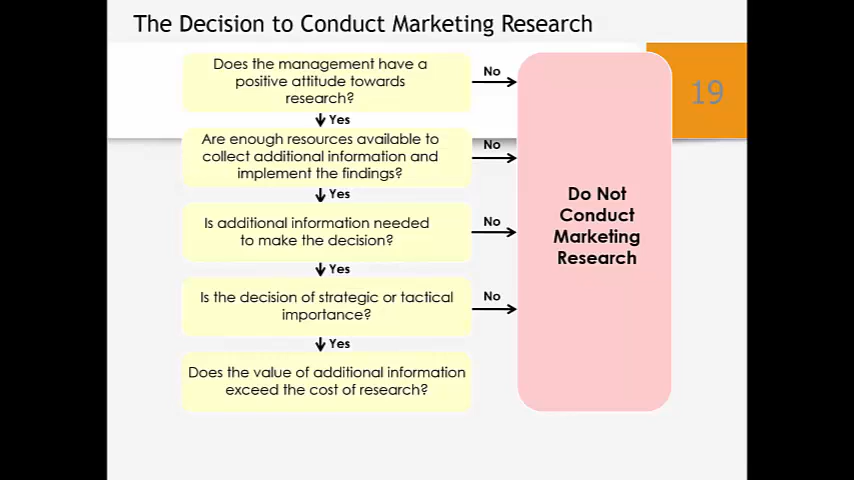 The Decision to Conduct Marketing Research
19
Does the management have a
positive attitude towards
research?
No
Yes
Are enough resources available to
collect additional information and
implement the findings?
No
Yes
Is additional information needed
to make the decision?
No
Yes
Is the decision of strategic or tactical
importance?
No
Yes
Does the value of additional information
exceed the cost of research?
Do Not
Conduct
Marketing
Research